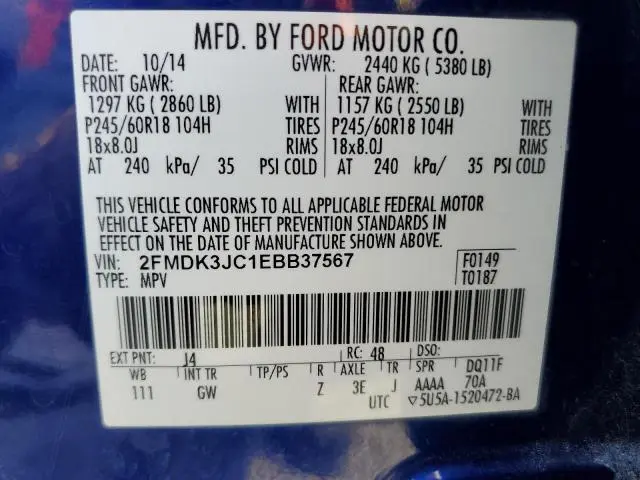 MFD. BY FORD MOTOR CO.
DATE: 10/14 GVWR: 2440 KG ( 5380 LB)
FRONT GAWR: REAR GAWR:
1297 KG ( 2860 LB) WITH 1157 KG ( 2550 LB) WITH
P245/60R18 104H TIRES P245/60R18 104H TIRES
18x8.0J RIMS 18x8.0J RIMS
AT 240 kPa/ 35 PSI COLD AT 240 kPa/ 35 PSI COLD
THIS VEHICLE CONFORMS TO ALL APPLICABLE FEDERAL MOTOR
VEHICLE SAFETY AND THEFT PREVENTION STANDARDS IN
EFFECT ON THE DATE OF MANUFACTURE SHOWN ABOVE.
VIN: 2FMDK3JC1EBB37567 F0149
TYPE: MPV T0187
EXT PNT: J4 RC: 48 DSO:
WB INT TR TP/PS R AXLE TR SPR DQ11F
111 GW Z 3E J AAAA 70A
UTC ▽5U5A-1520472-BA